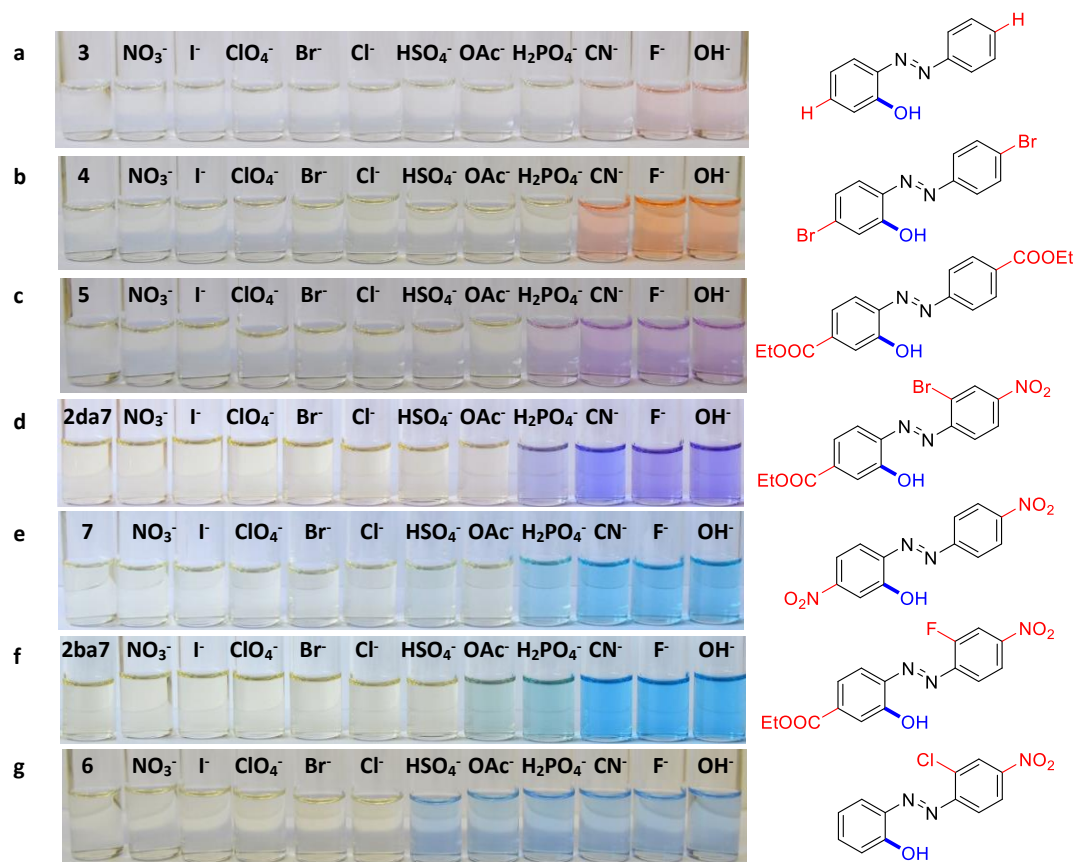 a 3 NO₃⁻ I⁻ ClO₄⁻ Br⁻ Cl⁻ HSO₄⁻ OAc⁻ H₂PO₄⁻ CN⁻ F⁻ OH⁻
H
N
N
H
OH
b 4 NO₃⁻ I⁻ ClO₄⁻ Br⁻ Cl⁻ HSO₄⁻ OAc⁻ H₂PO₄⁻ CN⁻ F⁻ OH⁻
Br
N
N
Br
OH
c 5 NO₃⁻ I⁻ ClO₄⁻ Br⁻ Cl⁻ HSO₄⁻ OAc⁻ H₂PO₄⁻ CN⁻ F⁻ OH⁻
COOEt
N
N
EtOOC
OH
d 2da7 NO₃⁻ I⁻ ClO₄⁻ Br⁻ Cl⁻ HSO₄⁻ OAc⁻ H₂PO₄⁻ CN⁻ F⁻ OH⁻
Br NO₂
N
N
EtOOC
OH
e 7 NO₃⁻ I⁻ ClO₄⁻ Br⁻ Cl⁻ HSO₄⁻ OAc⁻ H₂PO₄⁻ CN⁻ F⁻ OH⁻
NO₂
N
N
O₂N
OH
f 2ba7 NO₃⁻ I⁻ ClO₄⁻ Br⁻ Cl⁻ HSO₄⁻ OAc⁻ H₂PO₄⁻ CN⁻ F⁻ OH⁻
F NO₂
N
N
EtOOC
OH
g 6 NO₃⁻ I⁻ ClO₄⁻ Br⁻ Cl⁻ HSO₄⁻ OAc⁻ H₂PO₄⁻ CN⁻ F⁻ OH⁻
Cl NO₂
N
N
OH